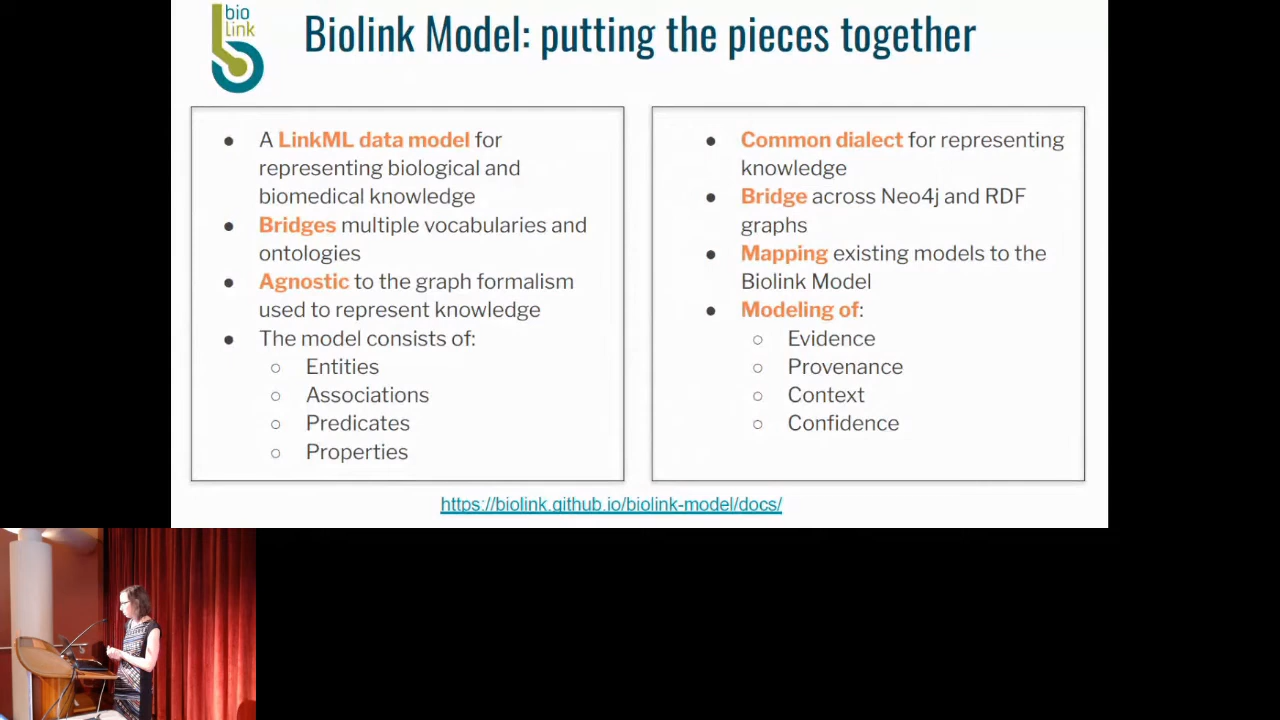 bio
link
Biolink Model: putting the pieces together
● A LinkML data model for
representing biological and
biomedical knowledge
● Bridges multiple vocabularies and
ontologies
● Agnostic to the graph formalism
used to represent knowledge
● The model consists of:
○ Entities
○ Associations
○ Predicates
○ Properties
● Common dialect for representing
knowledge
● Bridge across Neo4j and RDF
graphs
● Mapping existing models to the
Biolink Model
● Modeling of:
○ Evidence
○ Provenance
○ Context
○ Confidence
https://biolink.github.io/biolink-model/docs/